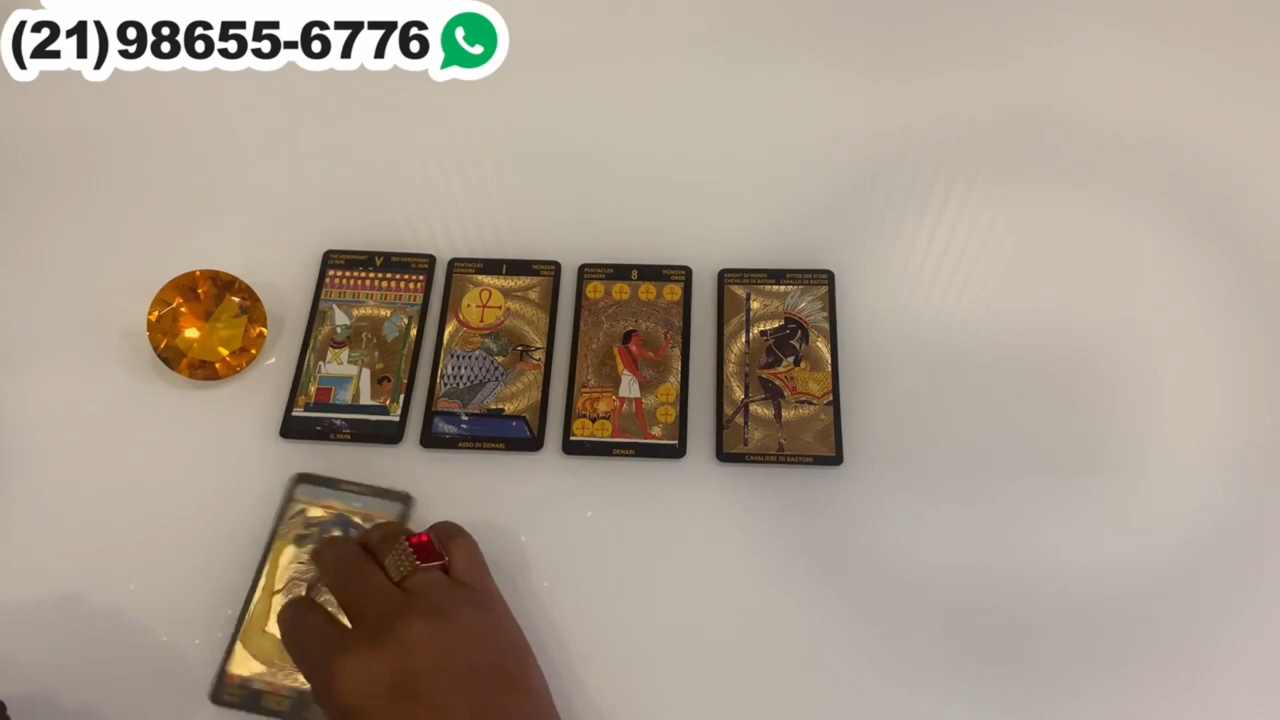 (21)98655-6776
THE HIEROPHANT
LE PAPE
V
DER HIEROPHANT
EL PAPA
IL PAPA
PENTACLES
DENIERS
I
MÜNZEN
OROS
ASSO DI DENARI
PENTACLES
DENIERS
8
MÜNZEN
OROS
DENARI
KNIGHT OF WANDS
CHEVALIER DE BATONS
RITTER DER STÄBE
CABALLO DE BASTOS
CAVALIERE DI BASTONI